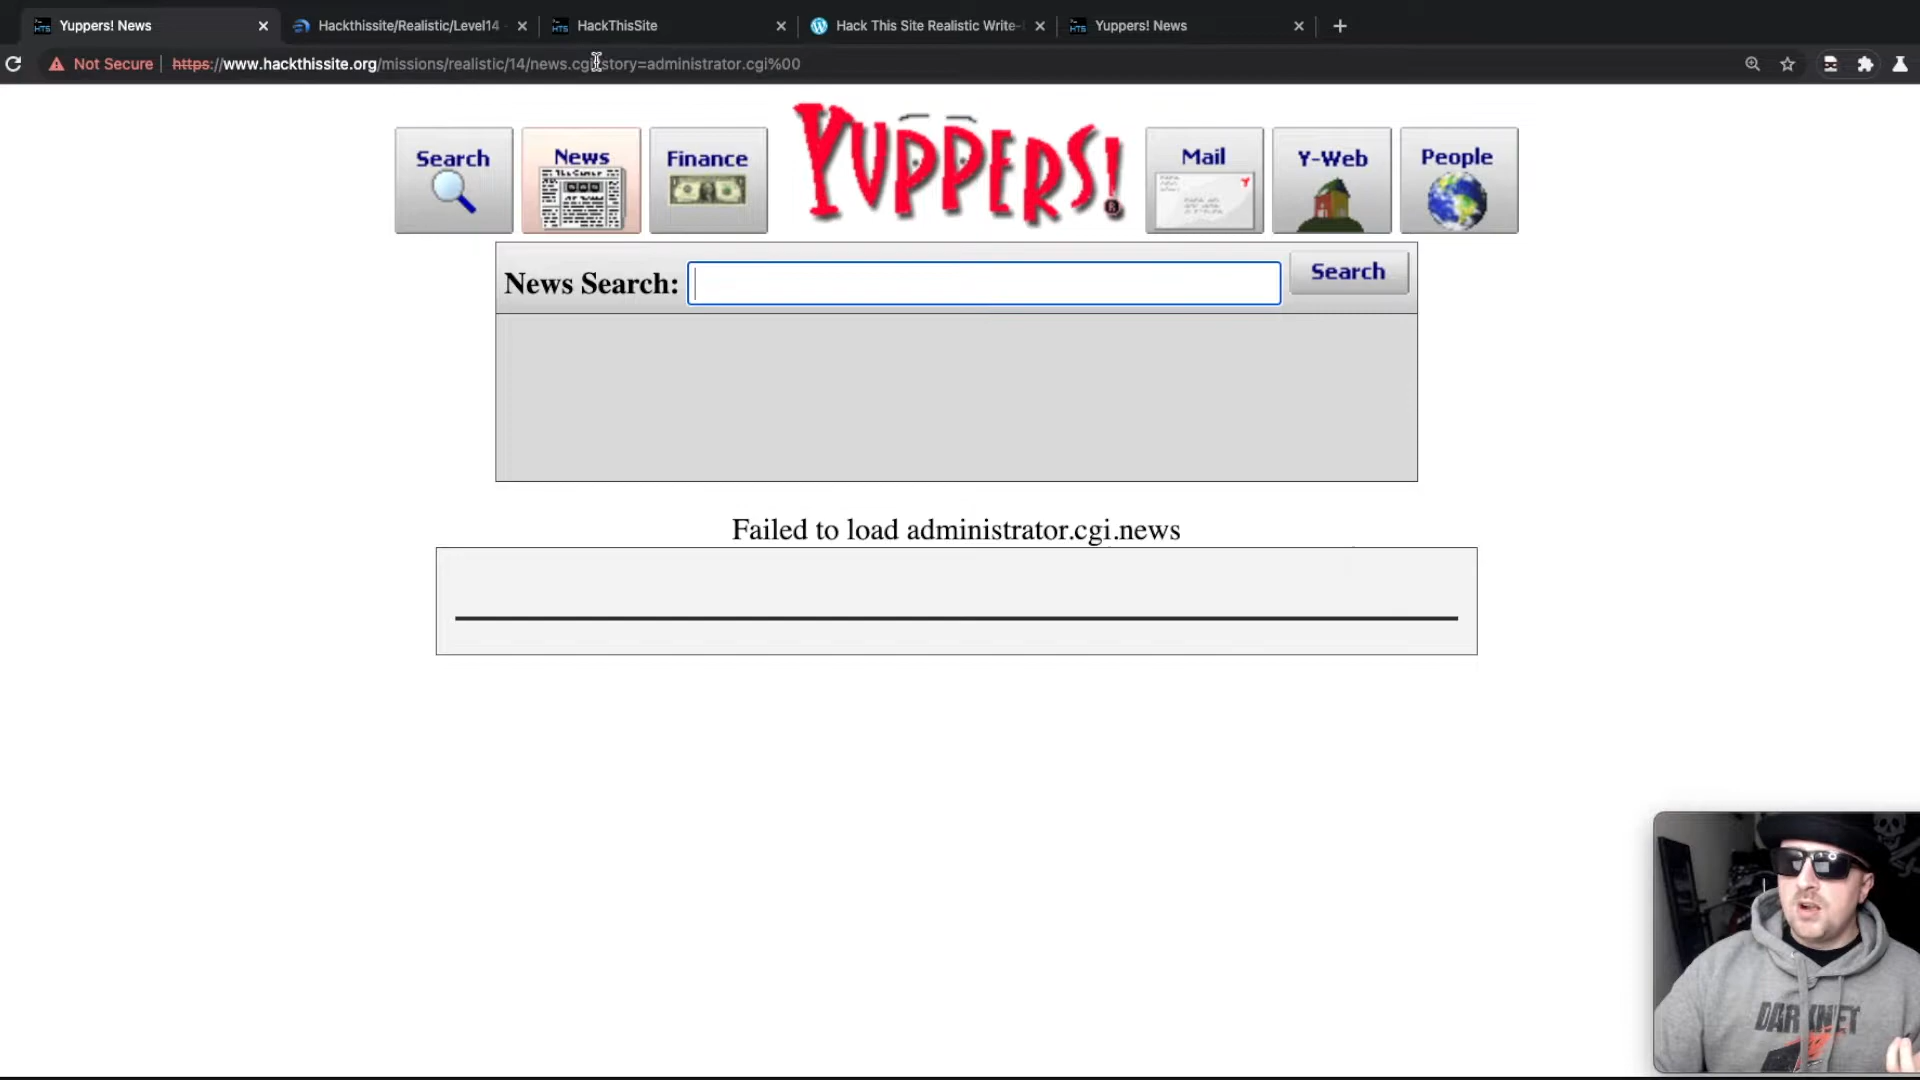 Yuppers! News
Hackthissite/Realistic/Level14
HackThisSite
Hack This Site Realistic Write-
Yuppers! News
Not Secure
https://www.hackthissite.org/missions/realistic/14/news.cgi?story=administrator.cgi%00
Search
News
Finance
YUPPERS!
Mail
Y-Web
People
News Search:
Search
Failed to load administrator.cgi.news
DARKNET